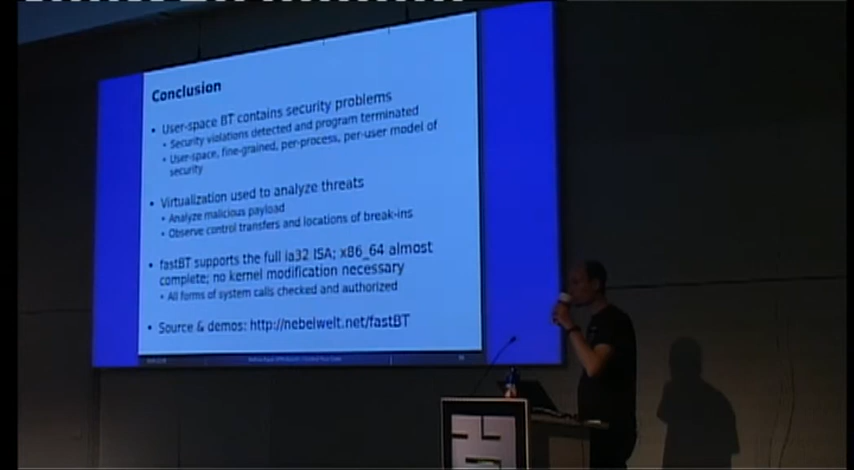 Conclusion
• User-space BT contains security problems
• Security violations detected and program terminated
• User-space, fine-grained, per-process, per-user model of
security
• Virtualization used to analyze threats
• Analyze malicious payload
• Observe control transfers and locations of break-ins
• fastBT supports the full ia32 ISA; x86_64 almost
complete; no kernel modification necessary
• All forms of system calls checked and authorized
• Source & demos: http://nebelwelt.net/fastBT